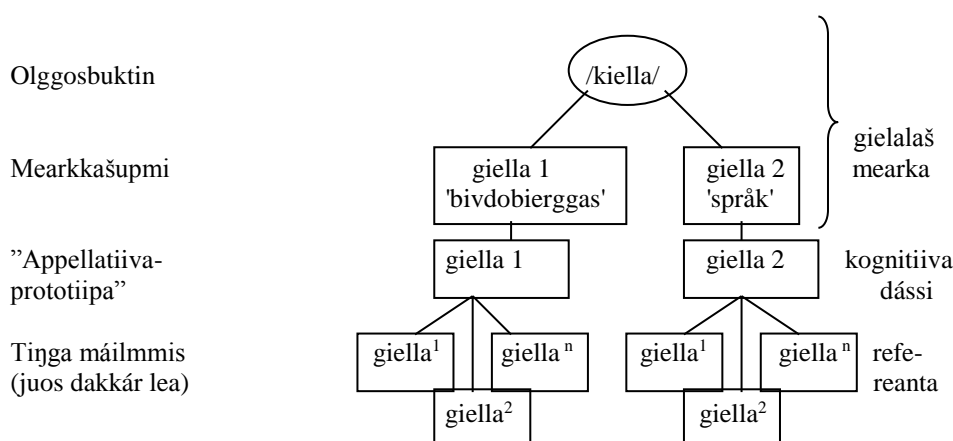 Olggosbuktin
/kiella/
gielalaš
mearka
Mearkkašupmi
giella 1
'bivdobierggas'
giella 2
'språk'
”Appellatiiva-
prototiipa”
giella 1
giella 2
kognitiiva
dássi
Tiŋga máilmmis
(juos dakkár lea)
giella¹
giella ⁿ
giella²
giella¹
giella ⁿ
giella²
refe-
reanta